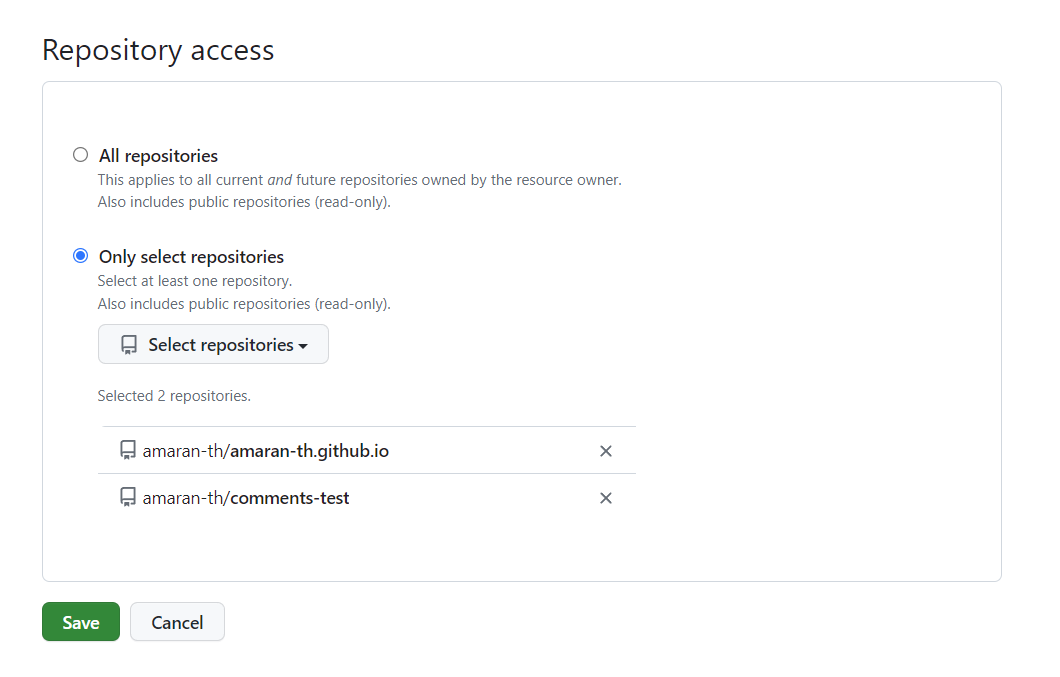 Repository access
All repositories
This applies to all current and future repositories owned by the resource owner.
Also includes public repositories (read-only).
Only select repositories
Select at least one repository.
Also includes public repositories (read-only).
Select repositories
Selected 2 repositories.
amaran-th/amaran-th.github.io
amaran-th/comments-test
Save Cancel